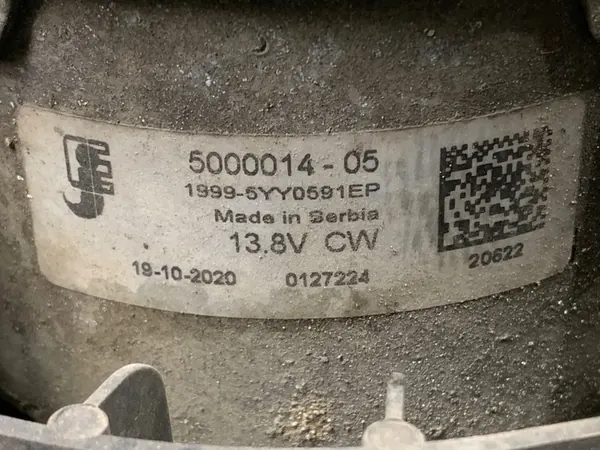 5000014-05
1999-5YY0591EP
Made in Serbia
13.8V CW
19-10-2020 0127224
20622